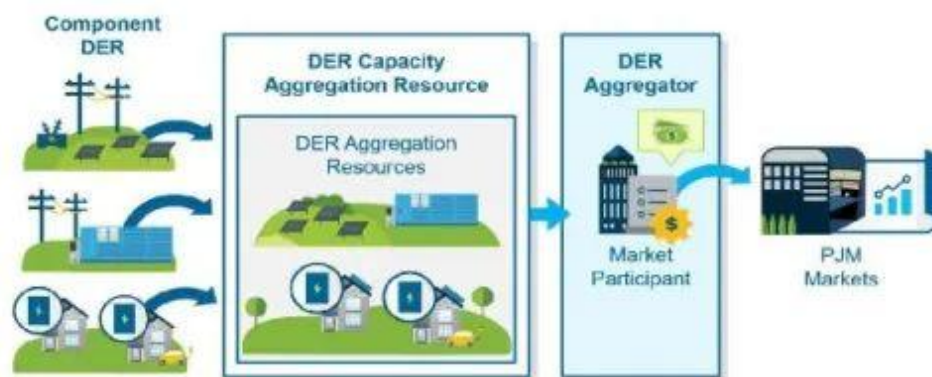 Component
DER
DER Capacity
Aggregation Resource
DER Aggregation
Resources
DER
Aggregator
$
$
Market
Participant
PJM
Markets